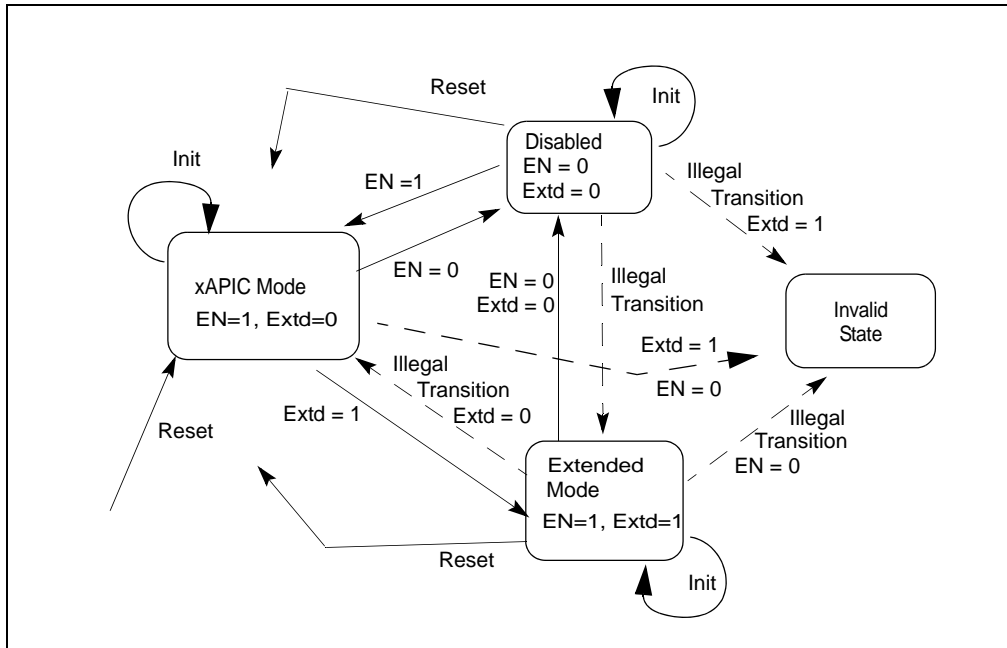 Reset
Init
Disabled
EN = 0
Extd = 0
Illegal
Transition
Extd = 1
Init
EN =1
EN = 0
xAPIC Mode
EN=1, Extd=0
EN = 0
Extd = 0
Illegal
Transition
Invalid
State
Extd = 1
EN = 0
Illegal
Transition
Extd = 0
Extd = 1
Reset
Illegal
Transition
EN = 0
Extended
Mode
EN=1, Extd=1
Reset
Init